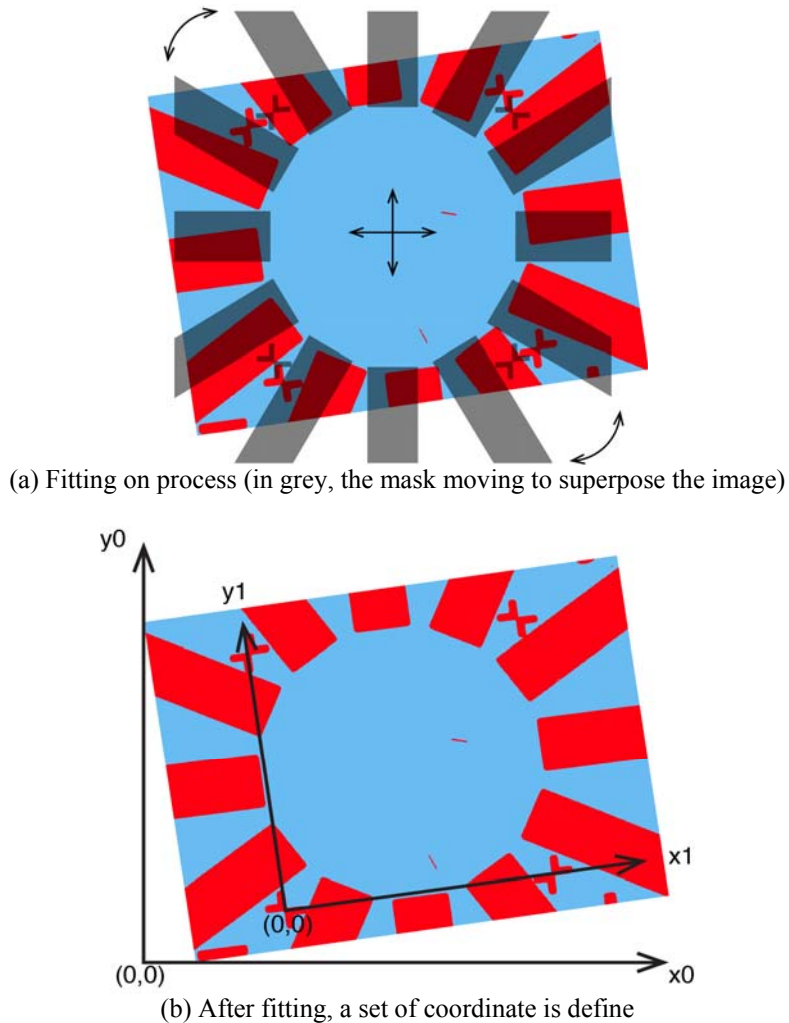 (a) Fitting on process (in grey, the mask moving to superpose the image)
y0
y1
x1
(0,0)
(0,0)
x0
(b) After fitting, a set of coordinate is define